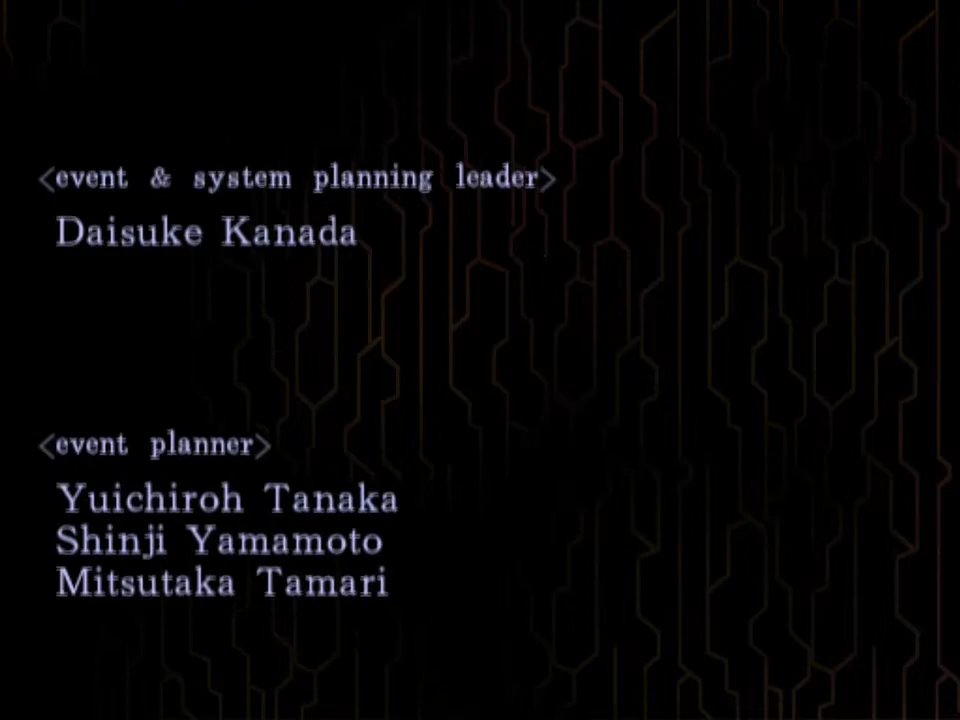 <event & system planning leader>
Daisuke Kanada
<event planner>
Yuichiroh Tanaka
Shinji Yamamoto
Mitsutaka Tamari